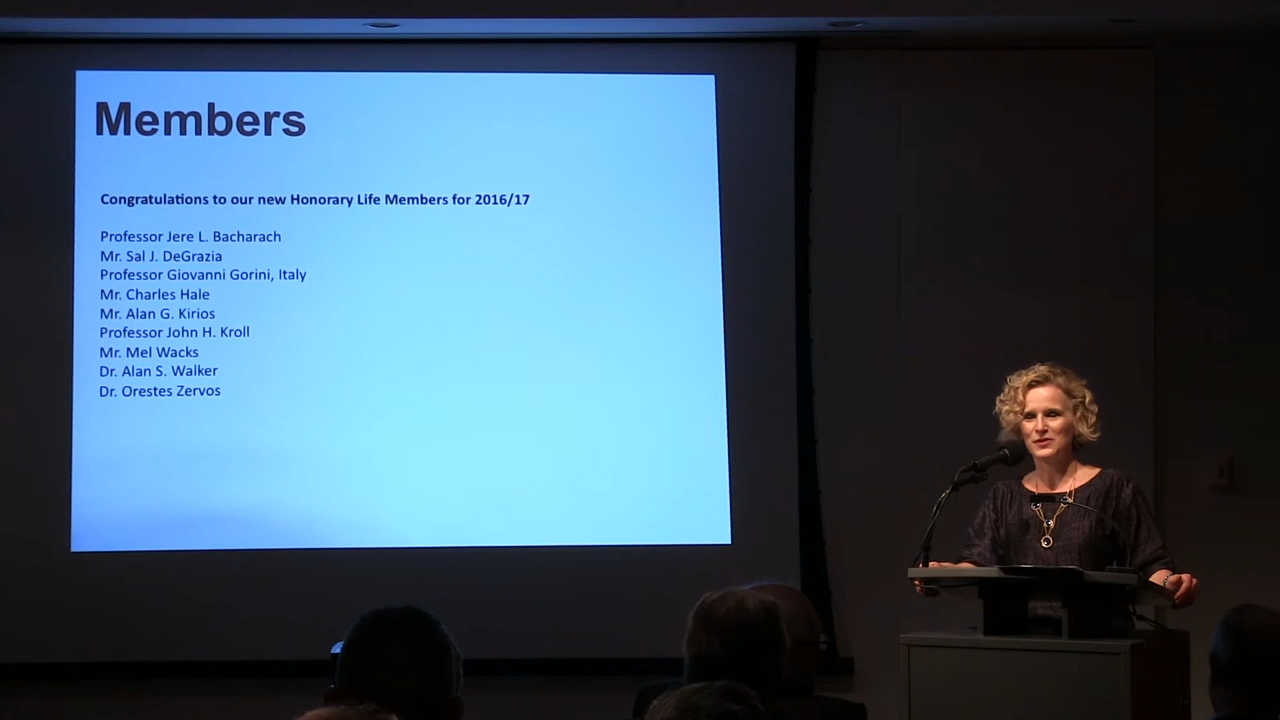 Members
Congratulations to our new Honorary Life Members for 2016/17
Professor Jere L. Bacharach
Mr. Sal J. DeGrazia
Professor Giovanni Gorini, Italy
Mr. Charles Hale
Mr. Alan G. Kirios
Professor John H. Kroll
Mr. Mel Wacks
Dr. Alan S. Walker
Dr. Orestes Zervos